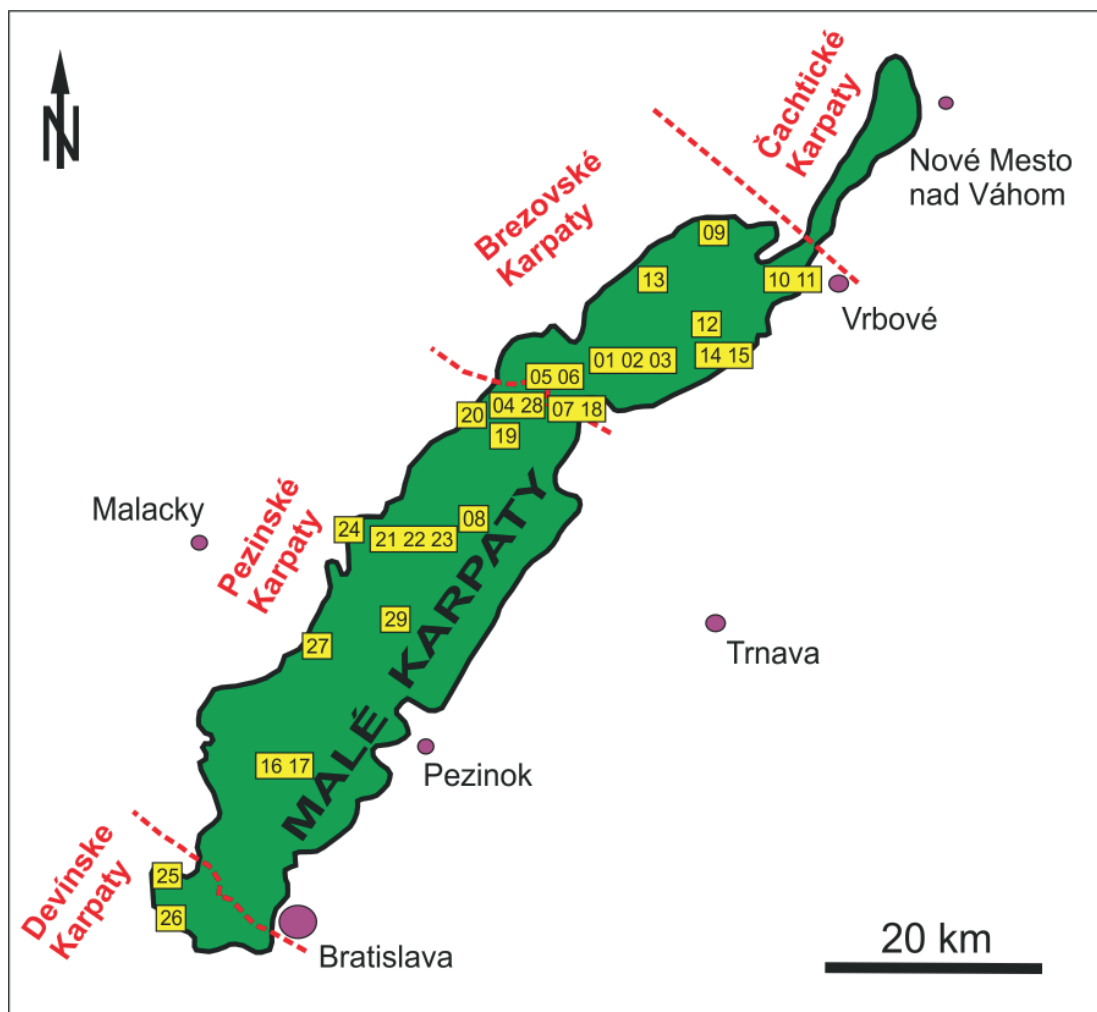 N
Čachtické
Karpaty
Nové Mesto
nad Váhom
Brezovské
Karpaty
09
13
10 11
Vrbové
12
14 15
01 02 03
05 06
04 28
07 18
20
19
Malacky
Pezinské
Karpaty
24
21 22 23
08
MALÉ KARPATY
29
27
Trnava
Pezinok
16 17
Devínske
Karpaty
25
26
Bratislava
20 km